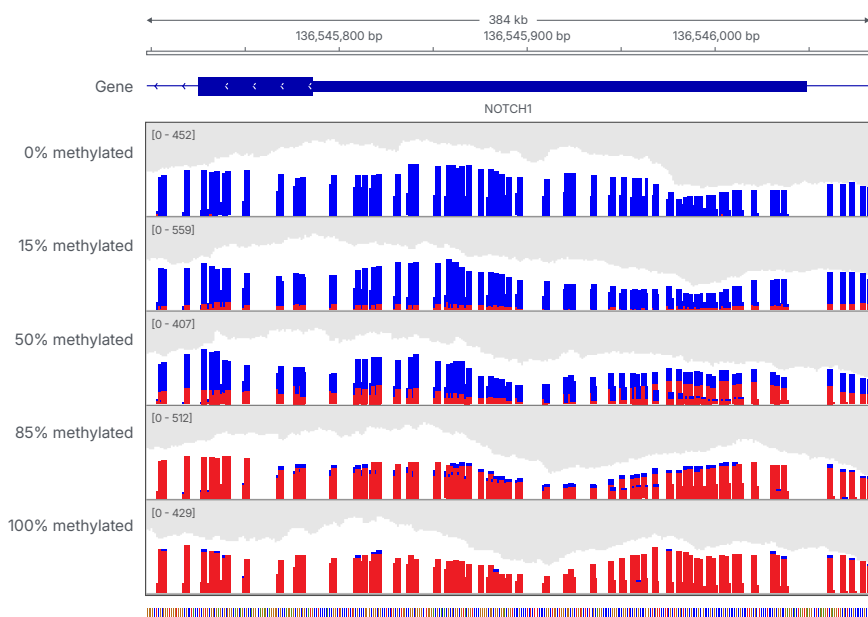 384 kb
136,545,800 bp 136,545,900 bp 136,546,000 bp
Gene
NOTCH1
[0 - 452]
0% methylated
[0 - 559]
15% methylated
[0 - 407]
50% methylated
[0 - 512]
85% methylated
[0 - 429]
100% methylated